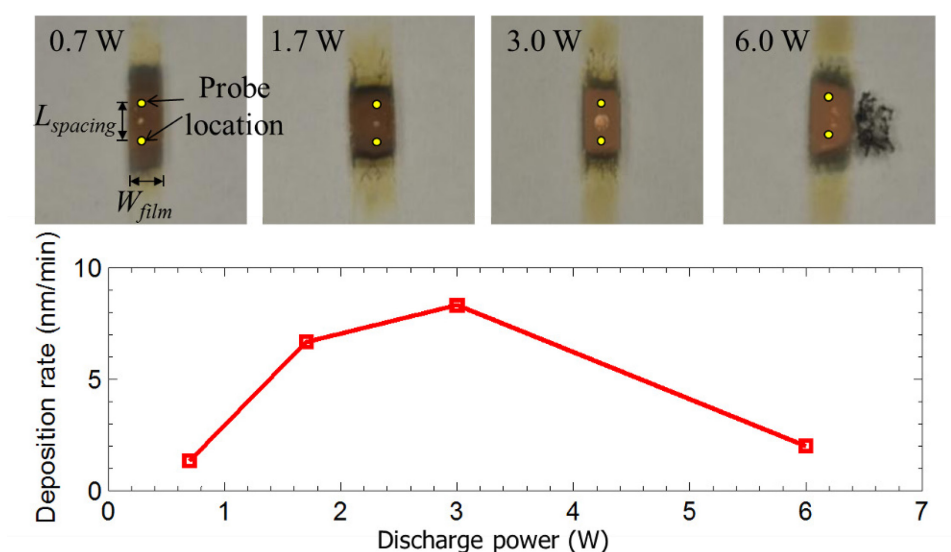 0.7 W
1.7 W
3.0 W
6.0 W
Probe
location
Lspacing
Wfilm
10
5
0
Deposition rate (nm/min)
0 1 2 3 4 5 6 7
Discharge power (W)